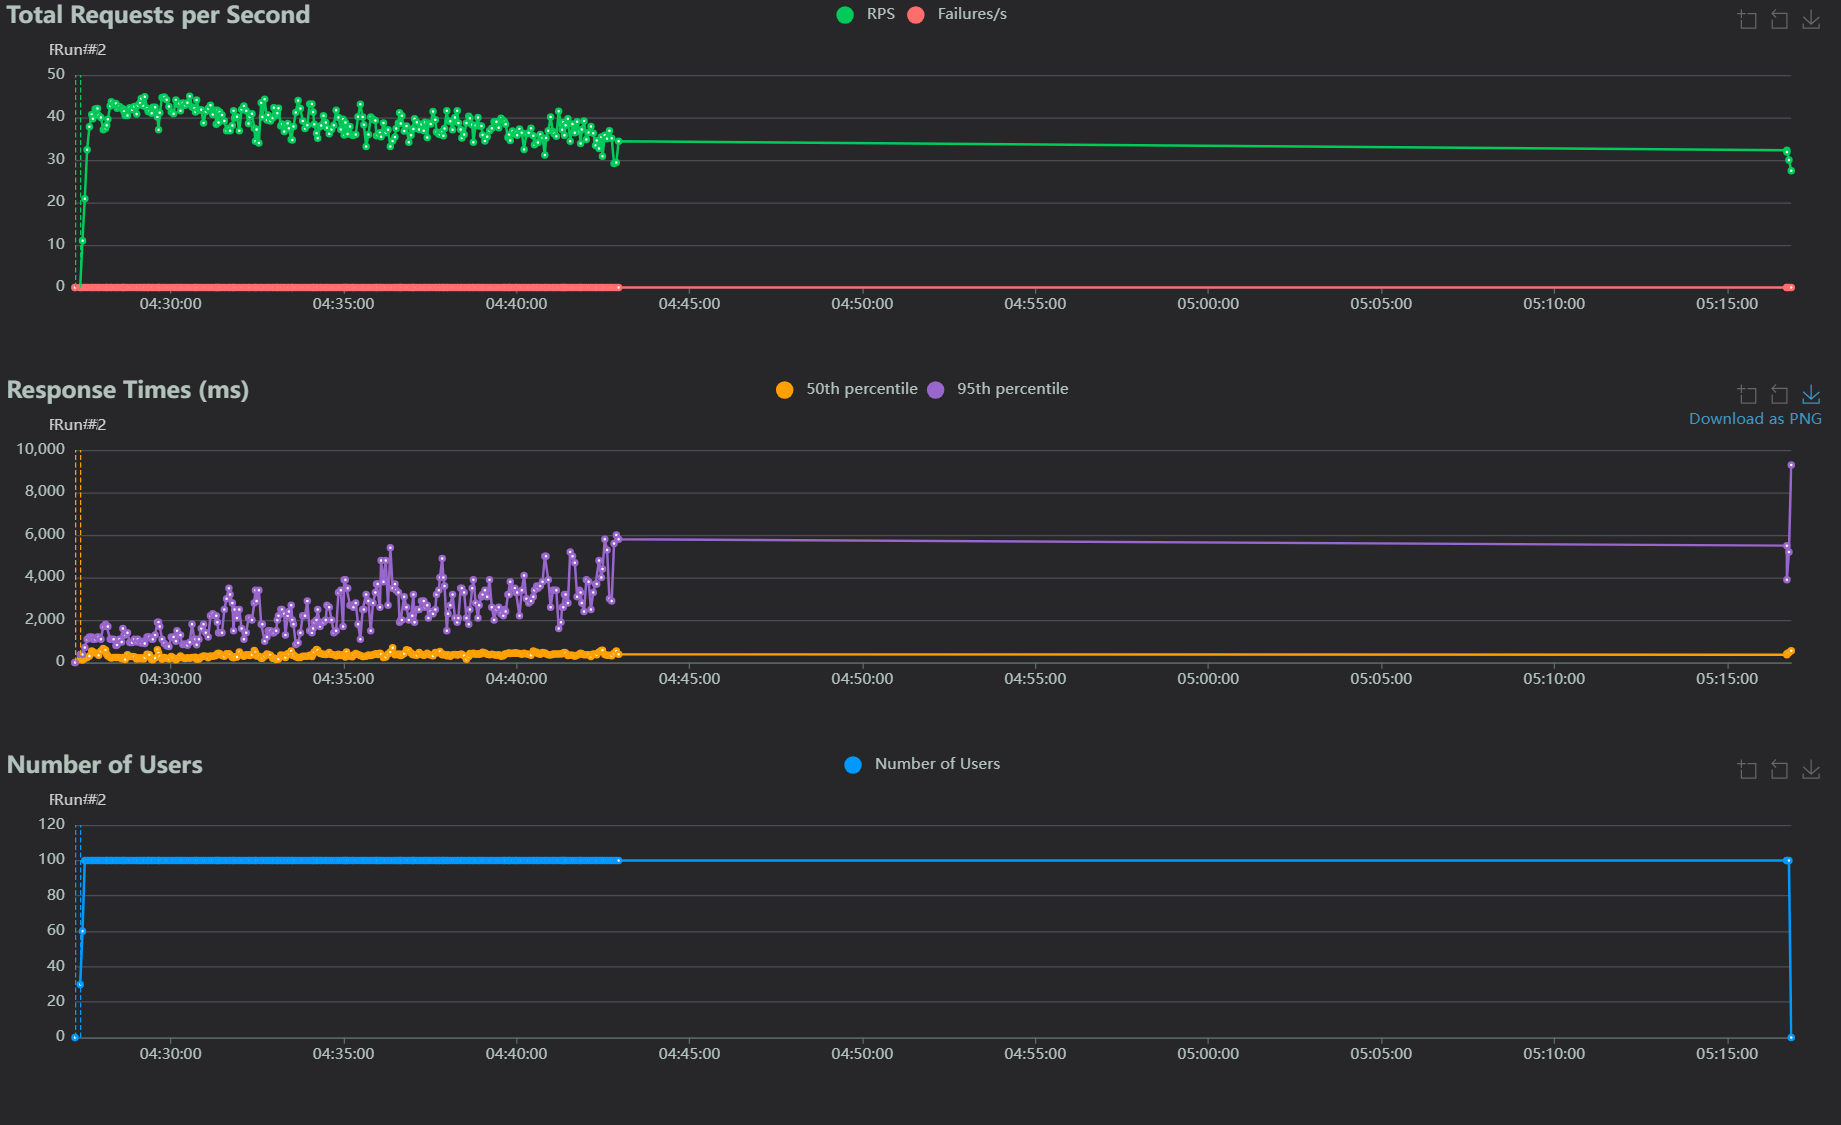 Total Requests per Second
RPS Failures/s
Run #2
50
40
30
20
10
0
04:30:00 04:35:00 04:40:00 04:45:00 04:50:00 04:55:00 05:00:00 05:05:00 05:10:00 05:15:00
Response Times (ms)
50th percentile 95th percentile
Download as PNG
Run #2
10,000
8,000
6,000
4,000
2,000
0
04:30:00 04:35:00 04:40:00 04:45:00 04:50:00 04:55:00 05:00:00 05:05:00 05:10:00 05:15:00
Number of Users
Number of Users
Run #2
120
100
80
60
40
20
0
04:30:00 04:35:00 04:40:00 04:45:00 04:50:00 04:55:00 05:00:00 05:05:00 05:10:00 05:15:00